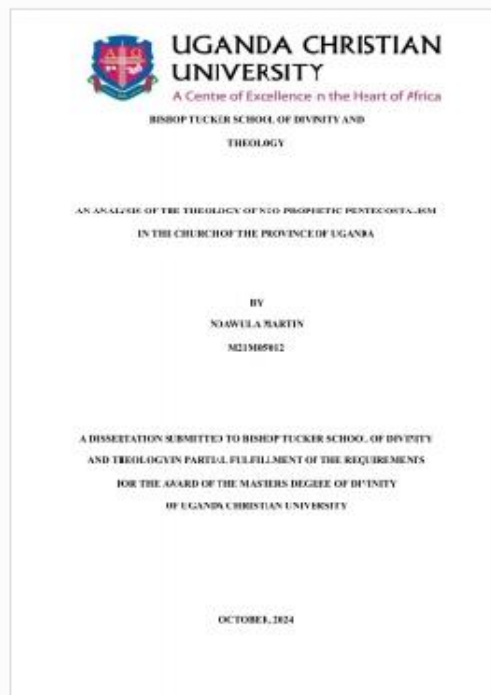 UGANDA CHRISTIAN
UNIVERSITY
A Centre of Excellence in the Heart of Africa
BISHOP TUCKER SCHOOL OF DIVINITY AND
THEOLOGY
AN ANALYSIS OF THE THEOLOGY OF NEO PROPHETIC PENTECOSTALISM
IN THE CHURCH OF THE PROVINCE OF UGANDA
BY
NDAWULA MARTIN
M21M05/012
A DISSERTATION SUBMITTED TO BISHOP TUCKER SCHOOL OF DIVINITY
AND THEOLOGY IN PARTIAL FULFILLMENT OF THE REQUIREMENTS
FOR THE AWARD OF THE MASTERS DEGREE OF DIVINITY
OF UGANDA CHRISTIAN UNIVERSITY
OCTOBER, 2024